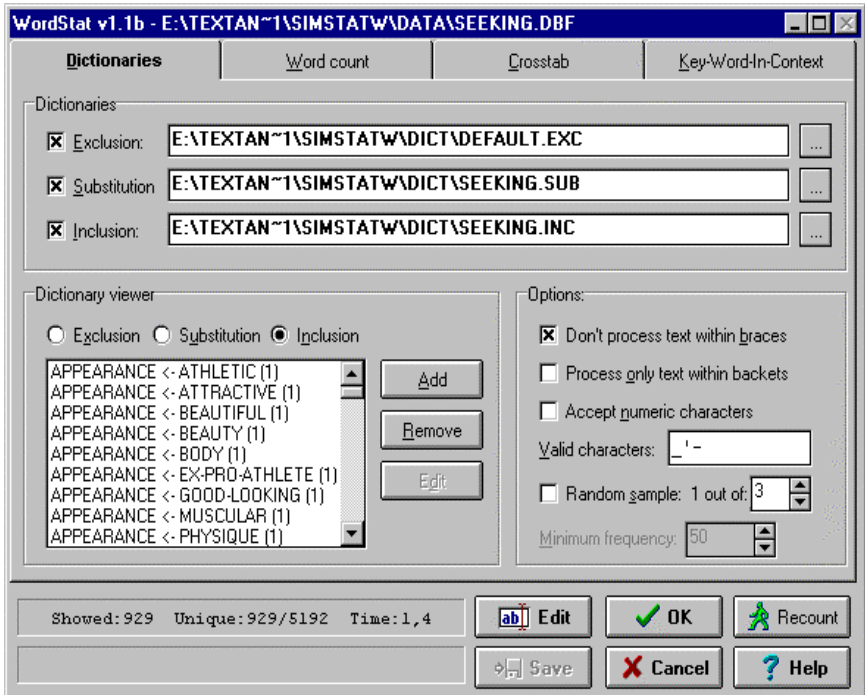 WordStat v1.1b - E:\TEXTAN~1\SIMSTATW\DATA\SEEKING.DBF
Dictionaries Word count Crosstab Key-Word-In-Context
Dictionaries
Exclusion: E:\TEXTAN~1\SIMSTATW\DICT\DEFAULT.EXC ...
Substitution E:\TEXTAN~1\SIMSTATW\DICT\SEEKING.SUB ...
Inclusion: E:\TEXTAN~1\SIMSTATW\DICT\SEEKING.INC ...
Dictionary viewer
Exclusion Substitution Inclusion
APPEARANCE <- ATHLETIC (1)
APPEARANCE <- ATTRACTIVE (1)
APPEARANCE <- BEAUTIFUL (1)
APPEARANCE <- BEAUTY (1)
APPEARANCE <- BODY (1)
APPEARANCE <- EX-PRO-ATHLETE (1)
APPEARANCE <- GOOD-LOOKING (1)
APPEARANCE <- MUSCULAR (1)
APPEARANCE <- PHYSIQUE (1)
Add
Remove
Edit
Options:
Don't process text within braces
Process only text within backets
Accept numeric characters
Valid characters: _'-
Random sample: 1 out of: 3
Minimum frequency: 50
Showed:929 Unique:929/5192 Time:1,4
ab Edit OK Recount
Save Cancel Help